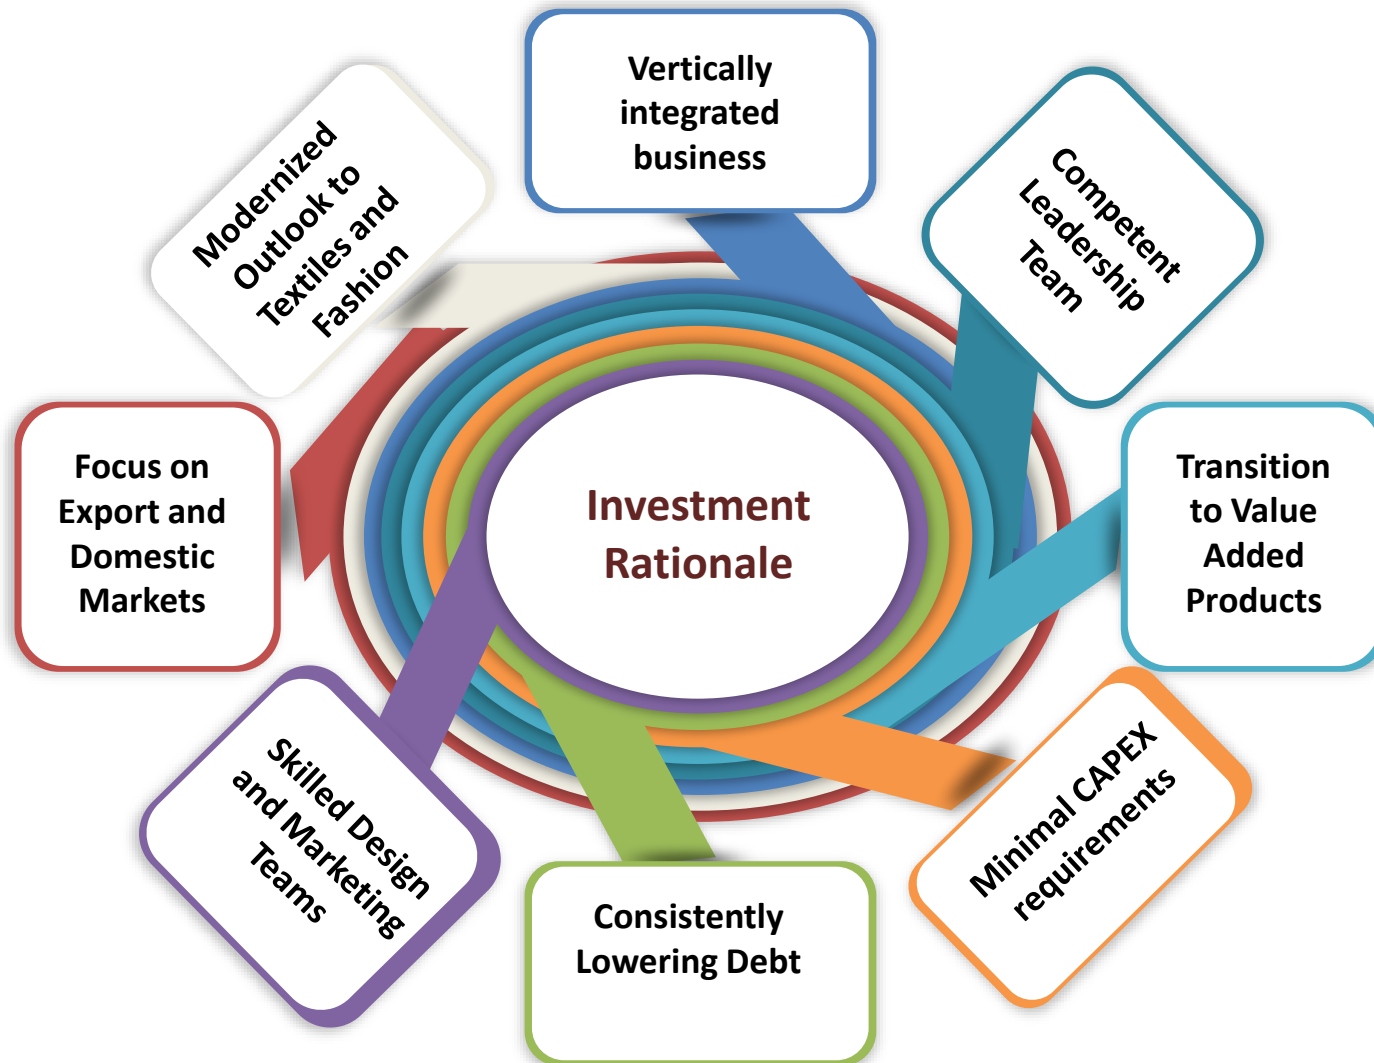 Vertically
integrated
business
Competent
Leadership
Team
Transition
to Value
Added
Products
Minimal CAPEX
requirements
Consistently
Lowering Debt
Skilled Design
and Marketing
Teams
Focus on
Export and
Domestic
Markets
Modernized
Outlook to
Textiles and
Fashion
Investment
Rationale